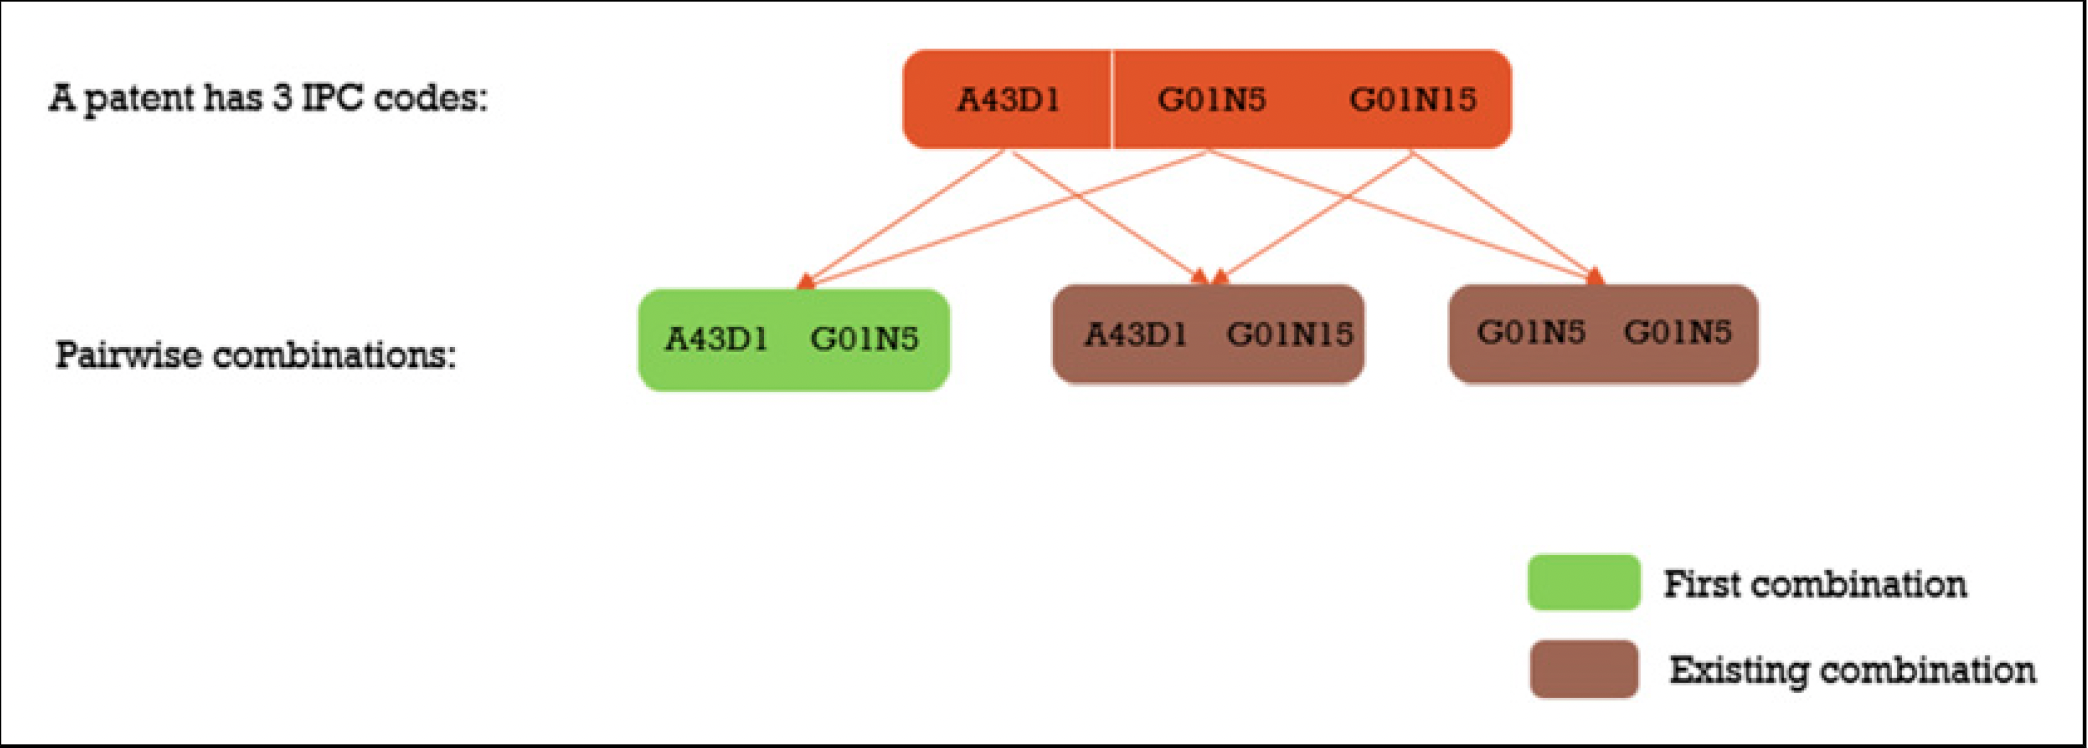 A patent has 3 IPC codes:
A43D1 G01N5 G01N15
Pairwise combinations:
A43D1 G01N5
A43D1 G01N15
G01N5 G01N5
First combination
Existing combination